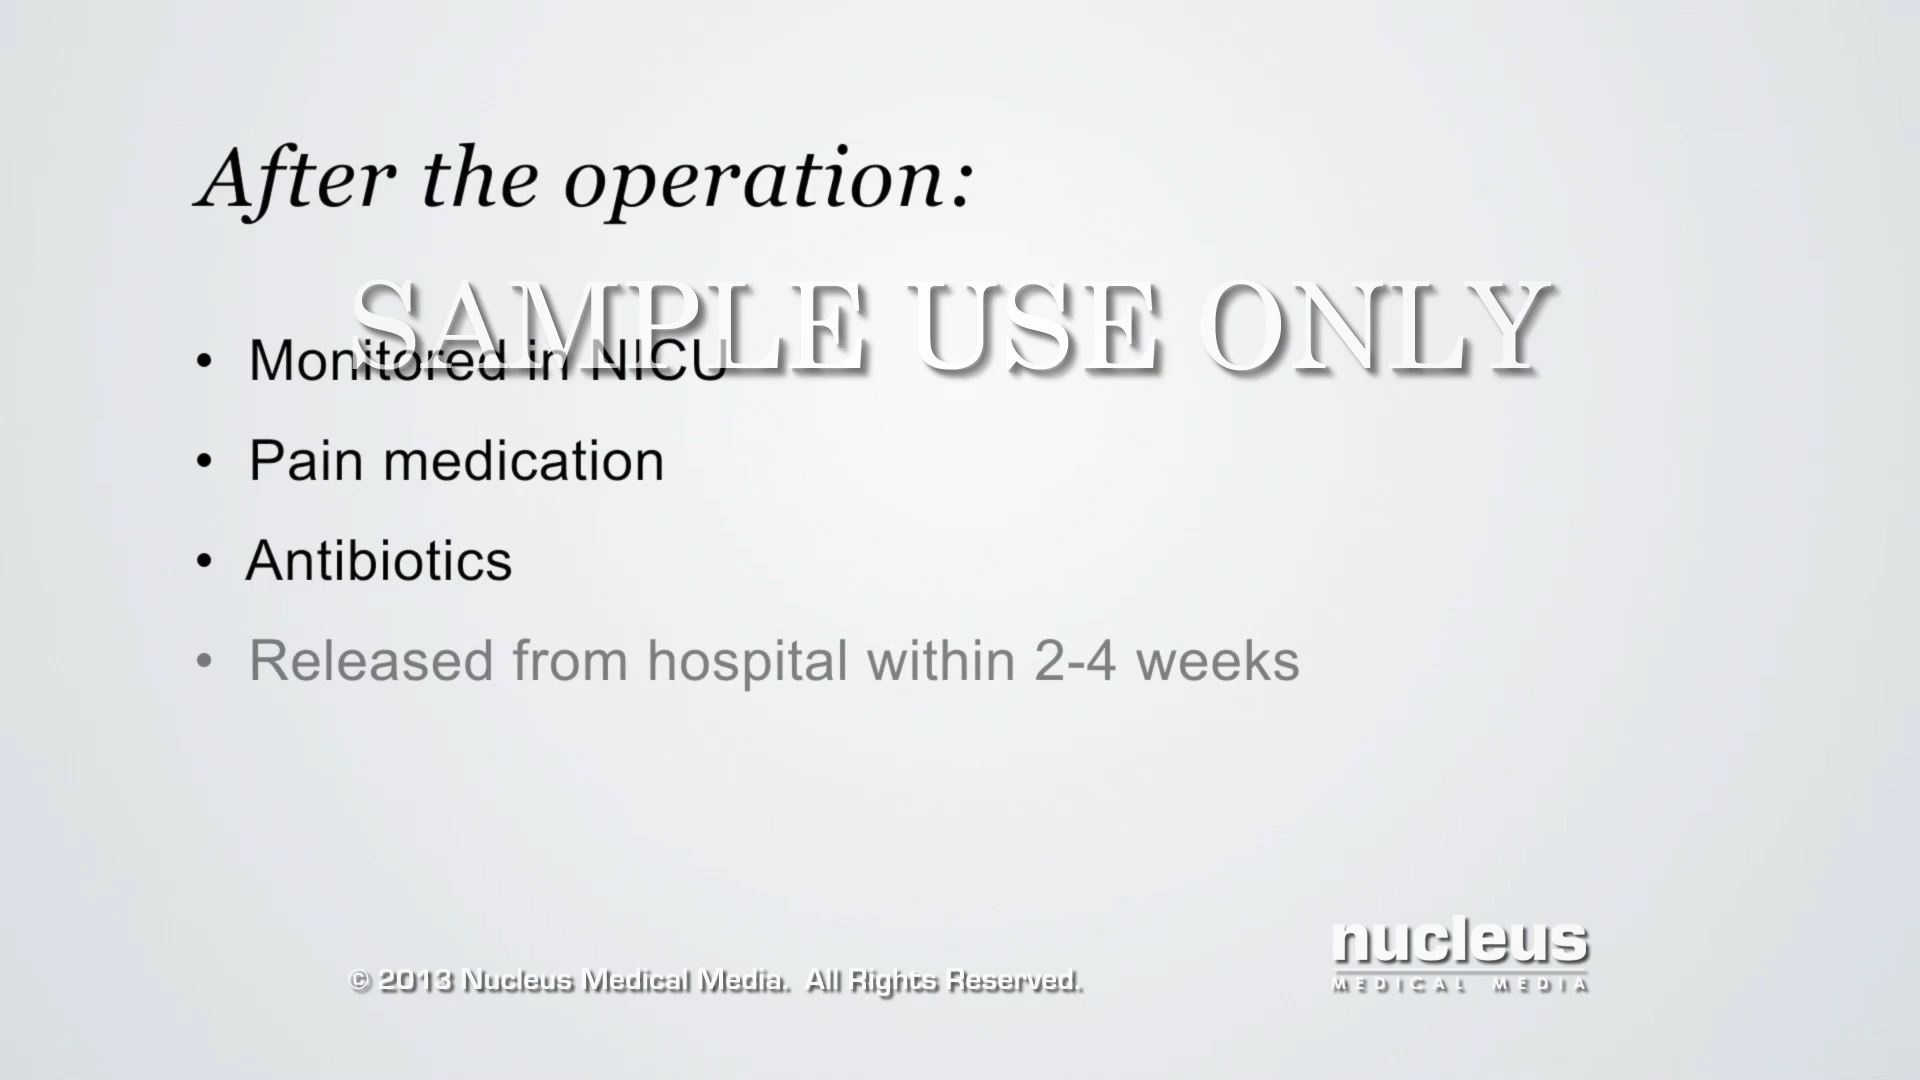 After the operation:
SAMPLE USE ONLY
• Monitored in NICU
• Pain medication
• Antibiotics
• Released from hospital within 2-4 weeks
nucleus
MEDICAL MEDIA
© 2013 Nucleus Medical Media. All Rights Reserved.